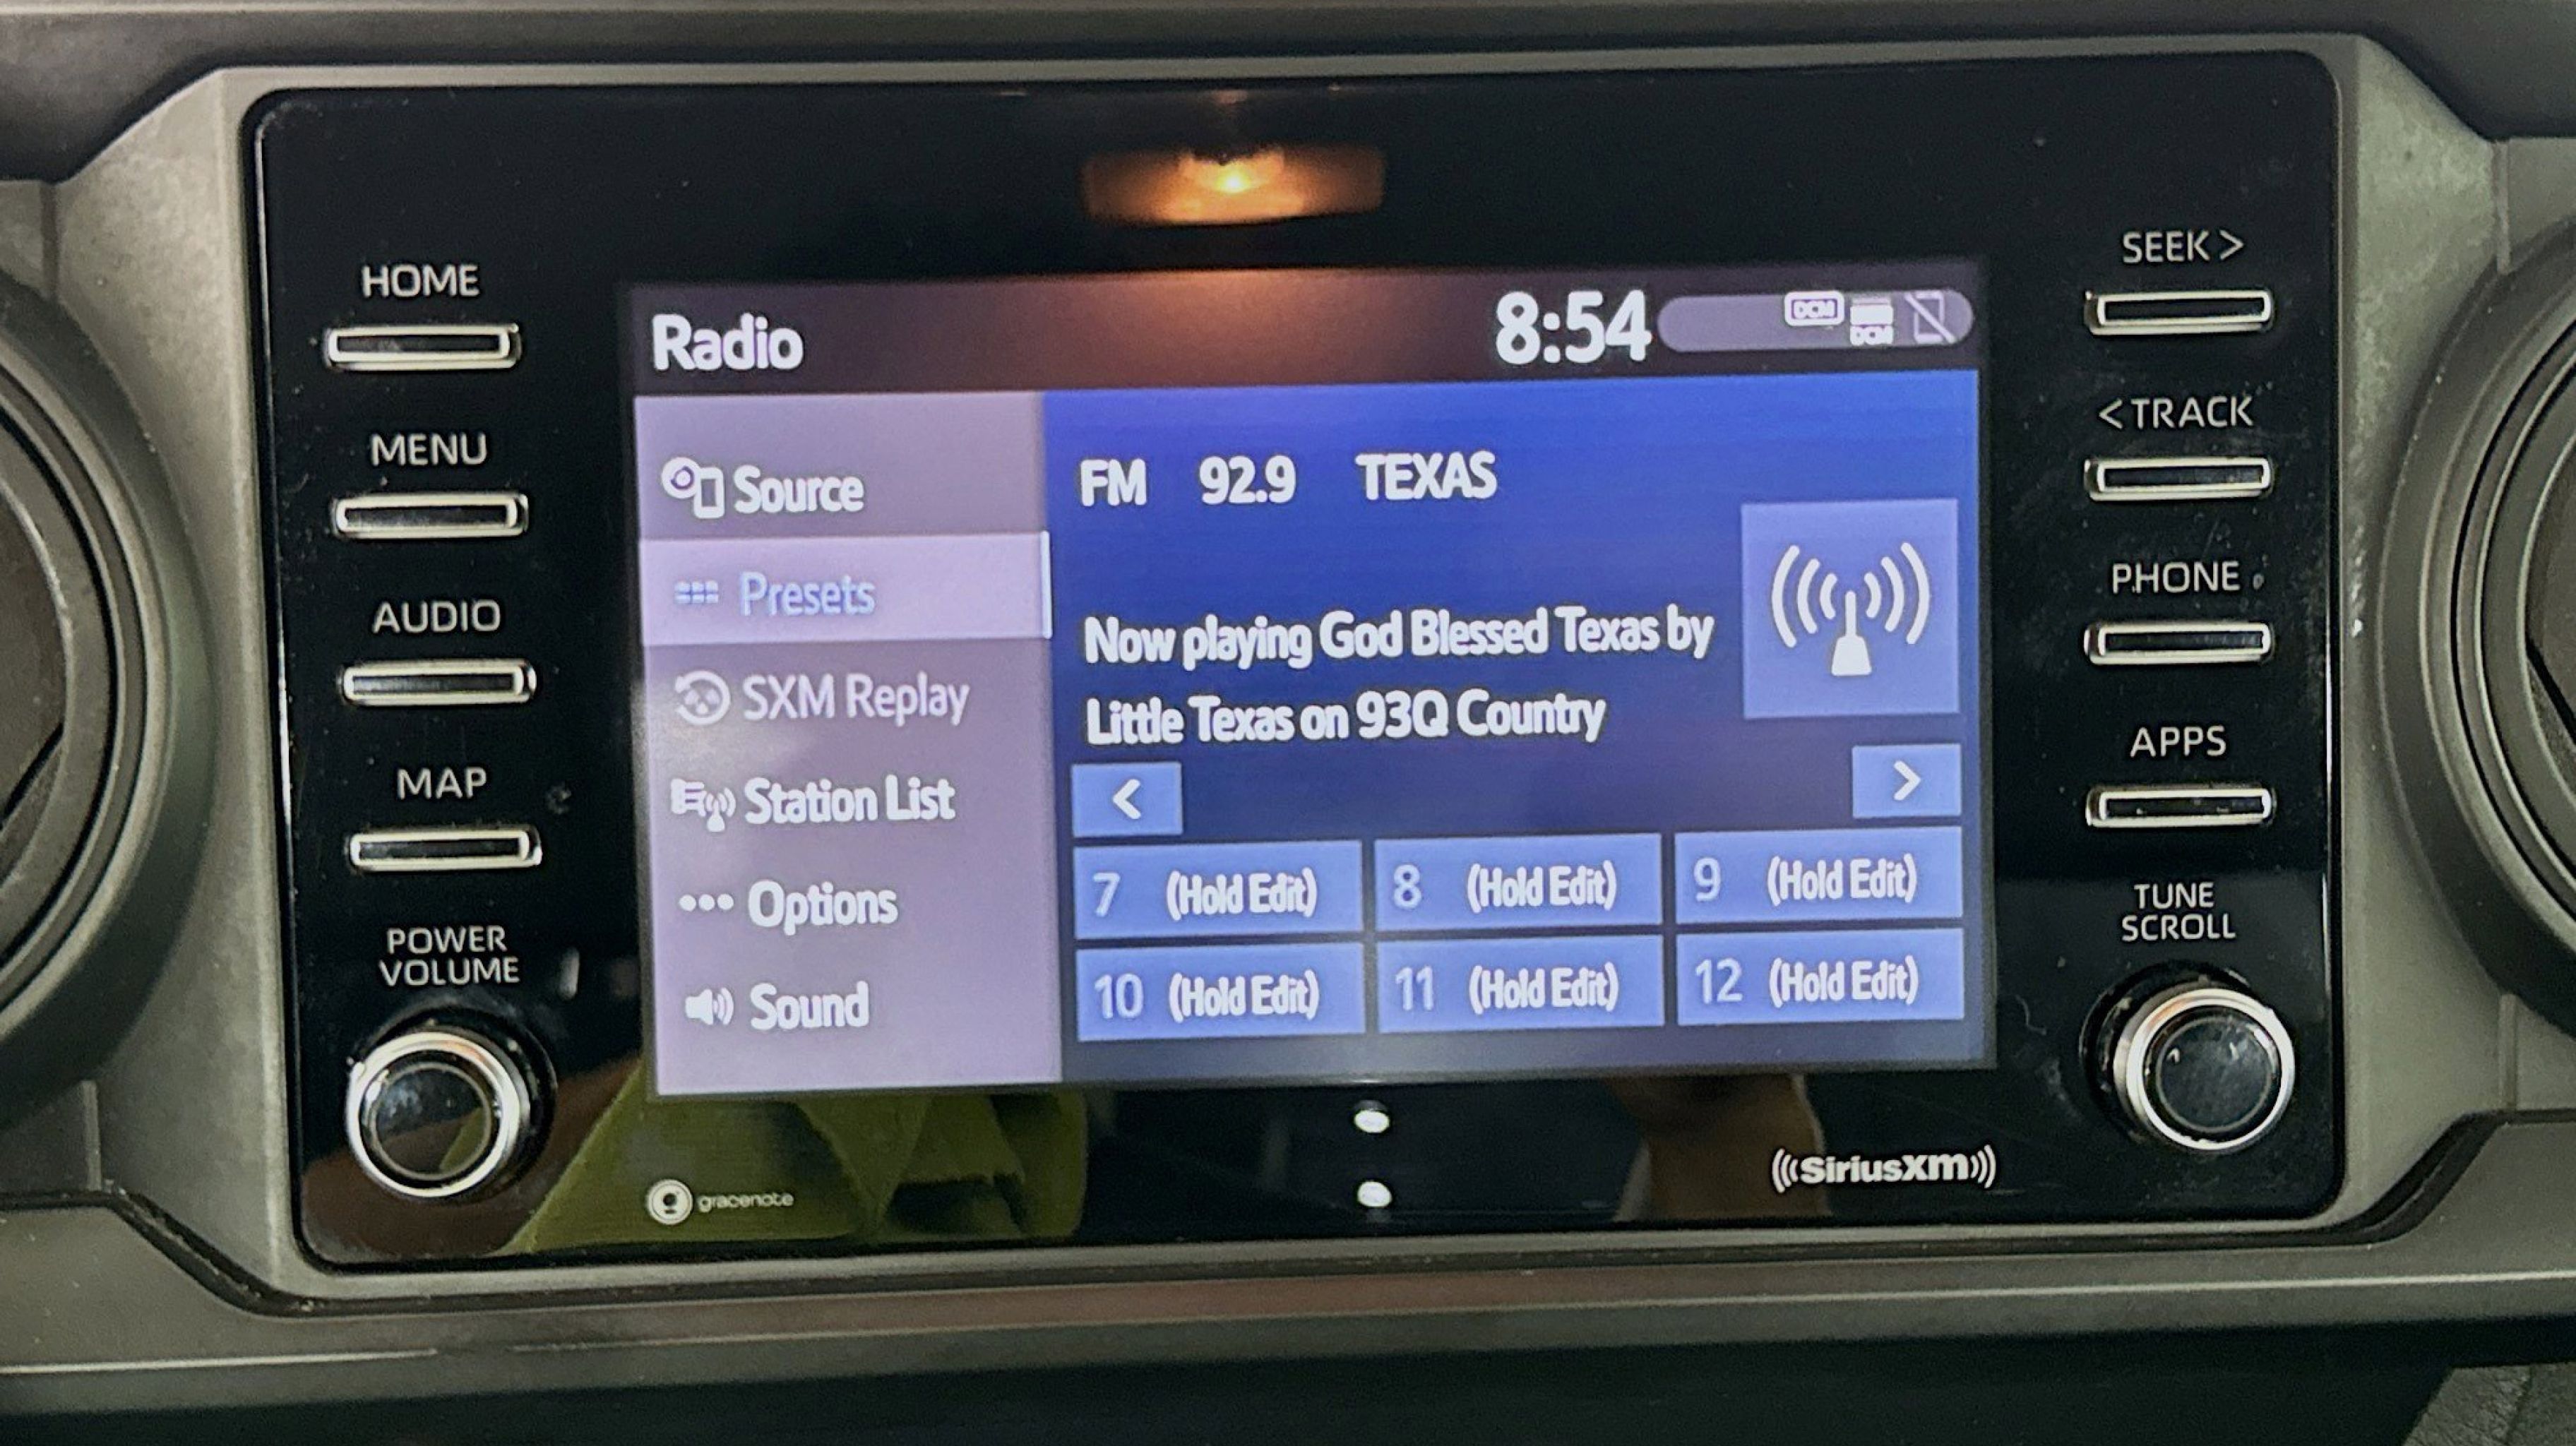 HOME
MENU
AUDIO
MAP
POWER
VOLUME
Radio
8:54
DCM
DCM
Source
Presets
SXM Replay
Station List
Options
Sound
FM 92.9 TEXAS
Now playing God Blessed Texas by
Little Texas on 93Q Country
<
>
7 (Hold Edit)
8 (Hold Edit)
9 (Hold Edit)
10 (Hold Edit)
11 (Hold Edit)
12 (Hold Edit)
SEEK >
< TRACK
PHONE
APPS
TUNE
SCROLL
gracenote
(((SiriusXM)))